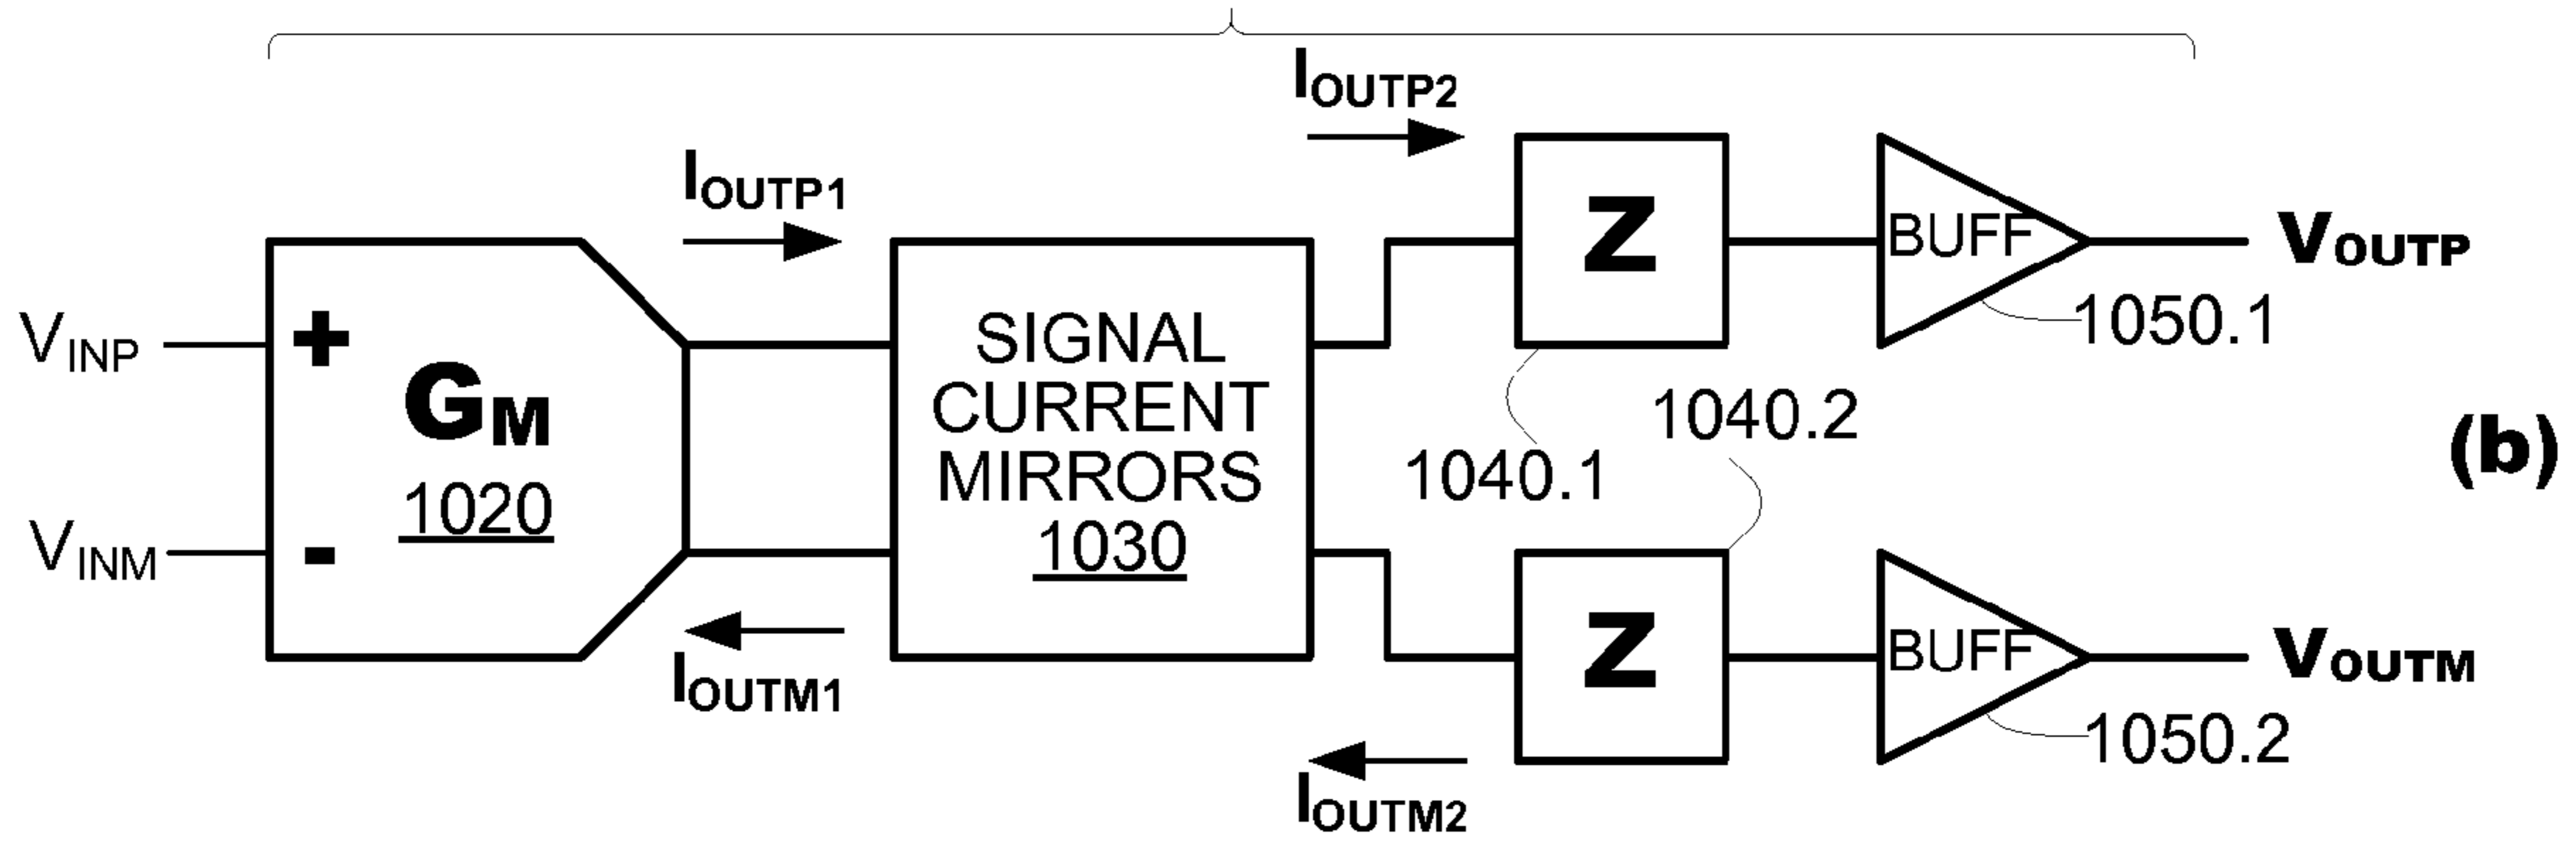 IOUTP2
IOUTP1
VINP
+
GM
1020
VINM
-
IOUTM1
SIGNAL
CURRENT
MIRRORS
1030
Z
BUFF
VOUTP
1050.1
1040.1
1040.2
(b)
Z
BUFF
VOUTM
1050.2
IOUTM2